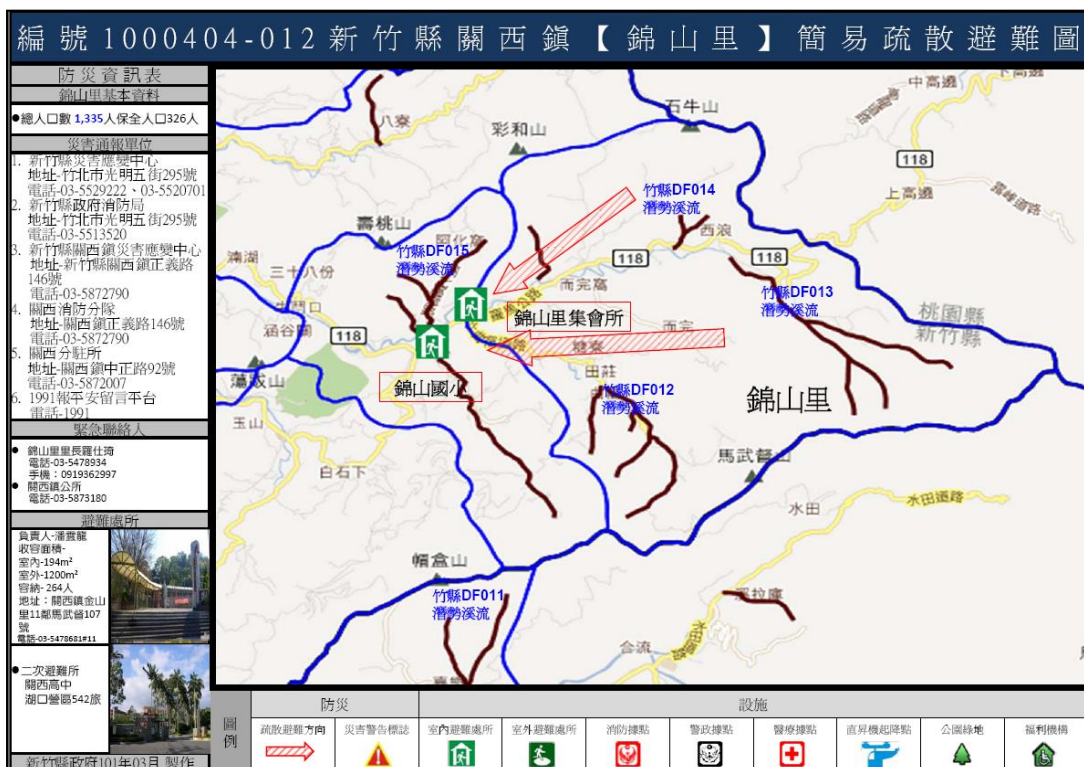 編號1000404-012新竹縣關西鎮【錦山里】簡易疏散避難圖
防災資訊表
錦山里基本資料
●總人口數 1,335人保全人口326人
災害通報單位
1. 新竹縣災害應變中心
地址-竹北市光明五街295號
電話-03-5529222、03-5520701
2. 新竹縣政府消防局
地址-竹北市光明五街295號
電話-03-5513520
3. 新竹縣關西鎮災害應變中心
地址-新竹縣關西鎮正義路
146號
電話-03-5872790
4. 關西消防分隊
地址-關西鎮正義路146號
電話-03-5872790
5. 關西分駐所
地址-關西鎮中正路92號
電話-03-5872007
6. 1991報平安留言平台
電話-1991
緊急聯絡人
● 錦山里里長羅仕琦
電話-03-5478934
手機：0919362997
● 關西鎮公所
電話-03-5873180
避難處所
負責人-潘雲龍
收容面積-
室內-194m²
室外-1200m²
容納- 264人
地址：關西鎮金山
里11鄰馬武督107
號
電話-03-5478681#11
●二次避難所
關西高中
湖口營區542旅
新竹縣政府101年03月 製作
中高遶
八寮
石牛山
彩和山
118
上高遶
竹縣DF014
潛勢溪流
壽桃山
西浪
湳湖
三十八份
竹縣DF015
潛勢溪流
118
而完窩
竹縣DF013
潛勢溪流
錦山里集會所
而完
桃園縣
新竹縣
涵谷關
118
田莊
錦山國小
竹縣DF012
潛勢溪流
錦山里
玉山
白石下
馬武督山
水田
水田道路
帽盒山
竹縣DF011
潛勢溪流
合流
水田道路
圖例
防災
設施
疏散避難方向
災害警告標誌
室內避難處所
室外避難處所
消防據點
警政據點
醫療據點
直昇機起降點
公園綠地
福利機構